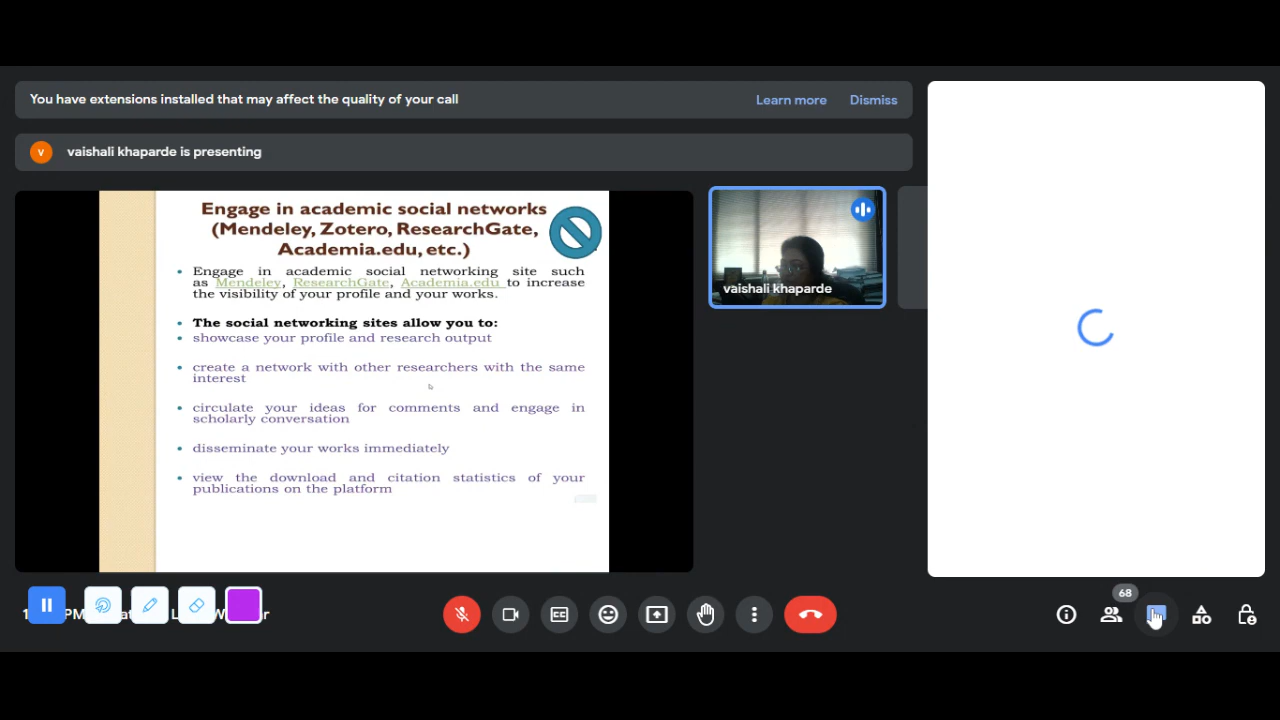 You have extensions installed that may affect the quality of your call
Learn more
Dismiss
v
vaishali khaparde is presenting
Engage in academic social networks
(Mendeley, Zotero, ResearchGate,
Academia.edu, etc.)
• Engage in academic social networking site such
as Mendeley, ResearchGate, Academia.edu to increase
the visibility of your profile and your works.
• The social networking sites allow you to:
• showcase your profile and research output
• create a network with other researchers with the same
interest
• circulate your ideas for comments and engage in
scholarly conversation
• disseminate your works immediately
• view the download and citation statistics of your
publications on the platform
vaishali khaparde
68